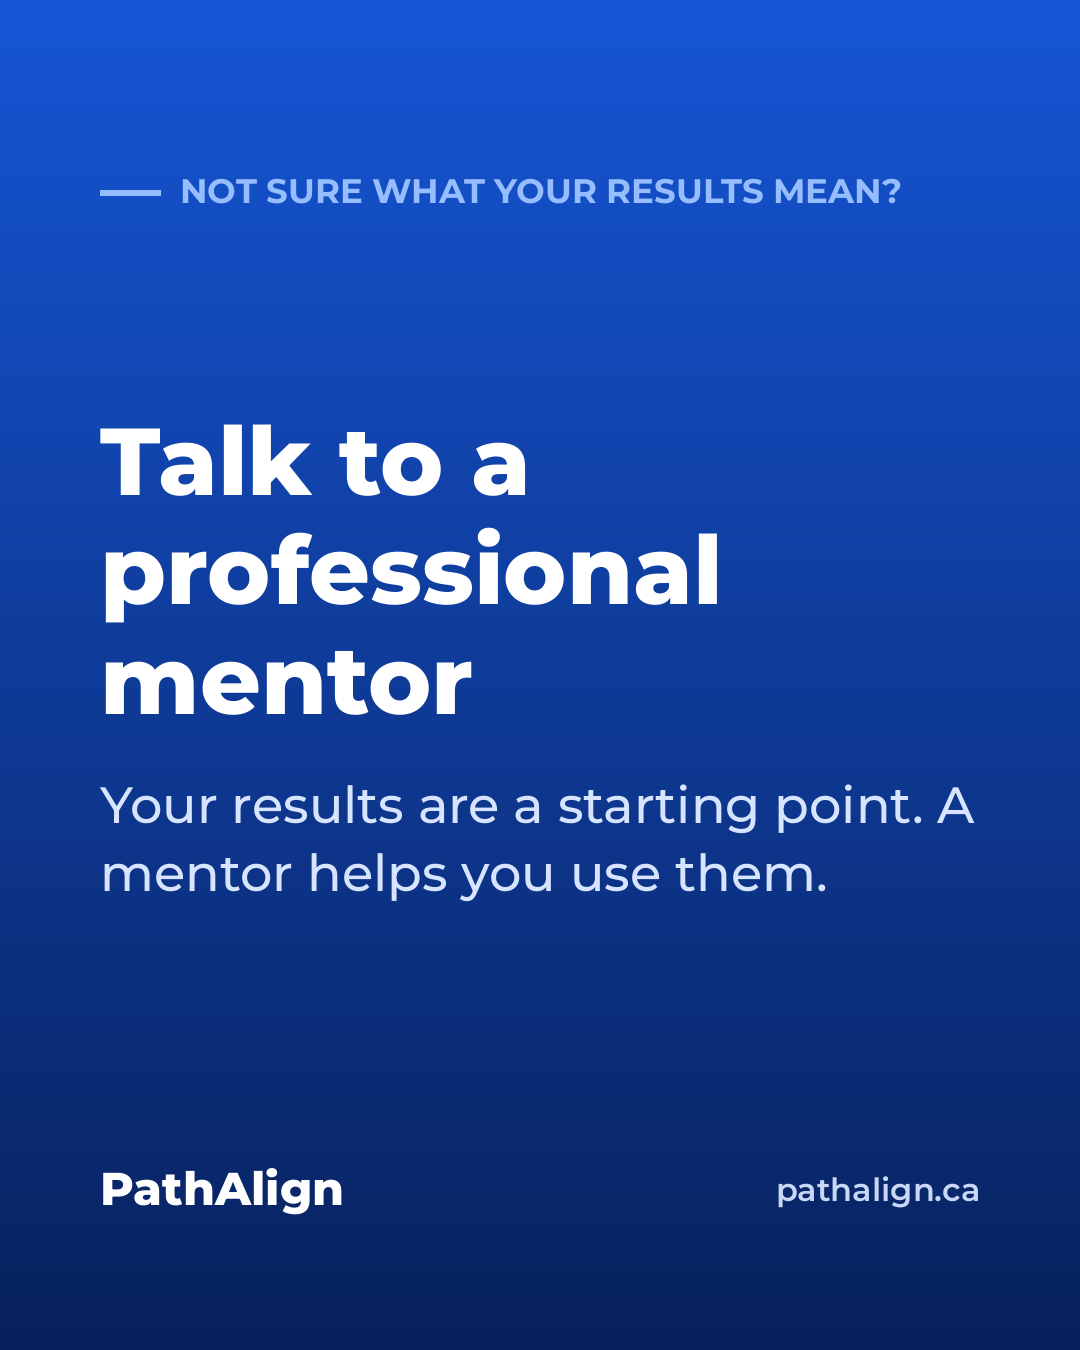 NOT SURE WHAT YOUR RESULTS MEAN?
Talk to a
professional
mentor
Your results are a starting point. A
mentor helps you use them.
PathAlign
pathalign.ca